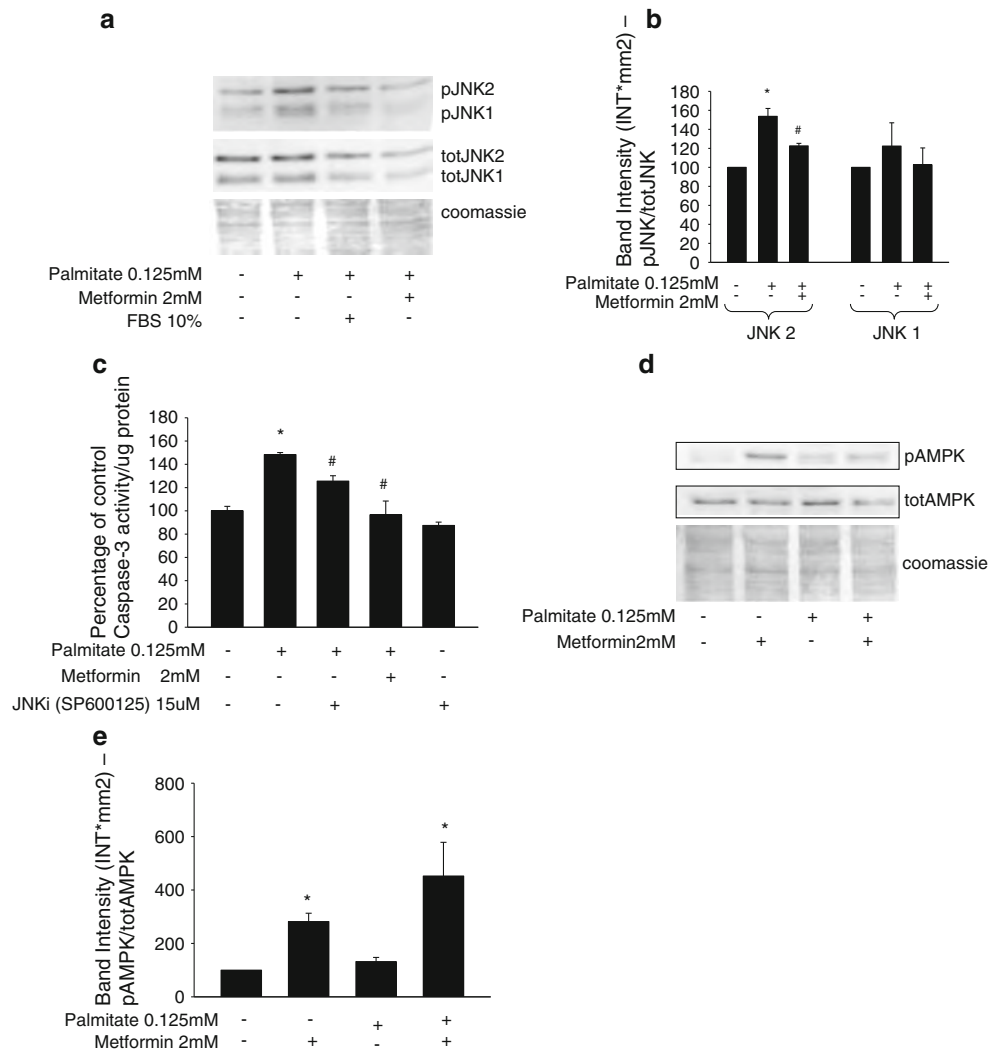 a
pJNK2
pJNK1
totJNK2
totJNK1
coomassie
Palmitate 0.125mM - + + +
Metformin 2mM - - - +
FBS 10% - - + -
b
Band Intensity (INT*mm2) –
pJNK/totJNK
180
160
140
120
100
80
60
40
20
0
*
#
Palmitate 0.125mM - + + - + +
Metformin 2mM - - + - - +
JNK 2 JNK 1
c
Percentage of control
Caspase-3 activity/ug protein
180
160
140
120
100
80
60
40
20
0
*
#
#
Palmitate 0.125mM - + + + -
Metformin 2mM - - - + -
JNKi (SP600125) 15uM - - + - +
d
pAMPK
totAMPK
coomassie
Palmitate 0.125mM - - + +
Metformin2mM - + - +
e
Band Intensity (INT*mm2) –
pAMPK/totAMPK
800
600
400
200
0
*
*
Palmitate 0.125mM - - + +
Metformin 2mM - + - +